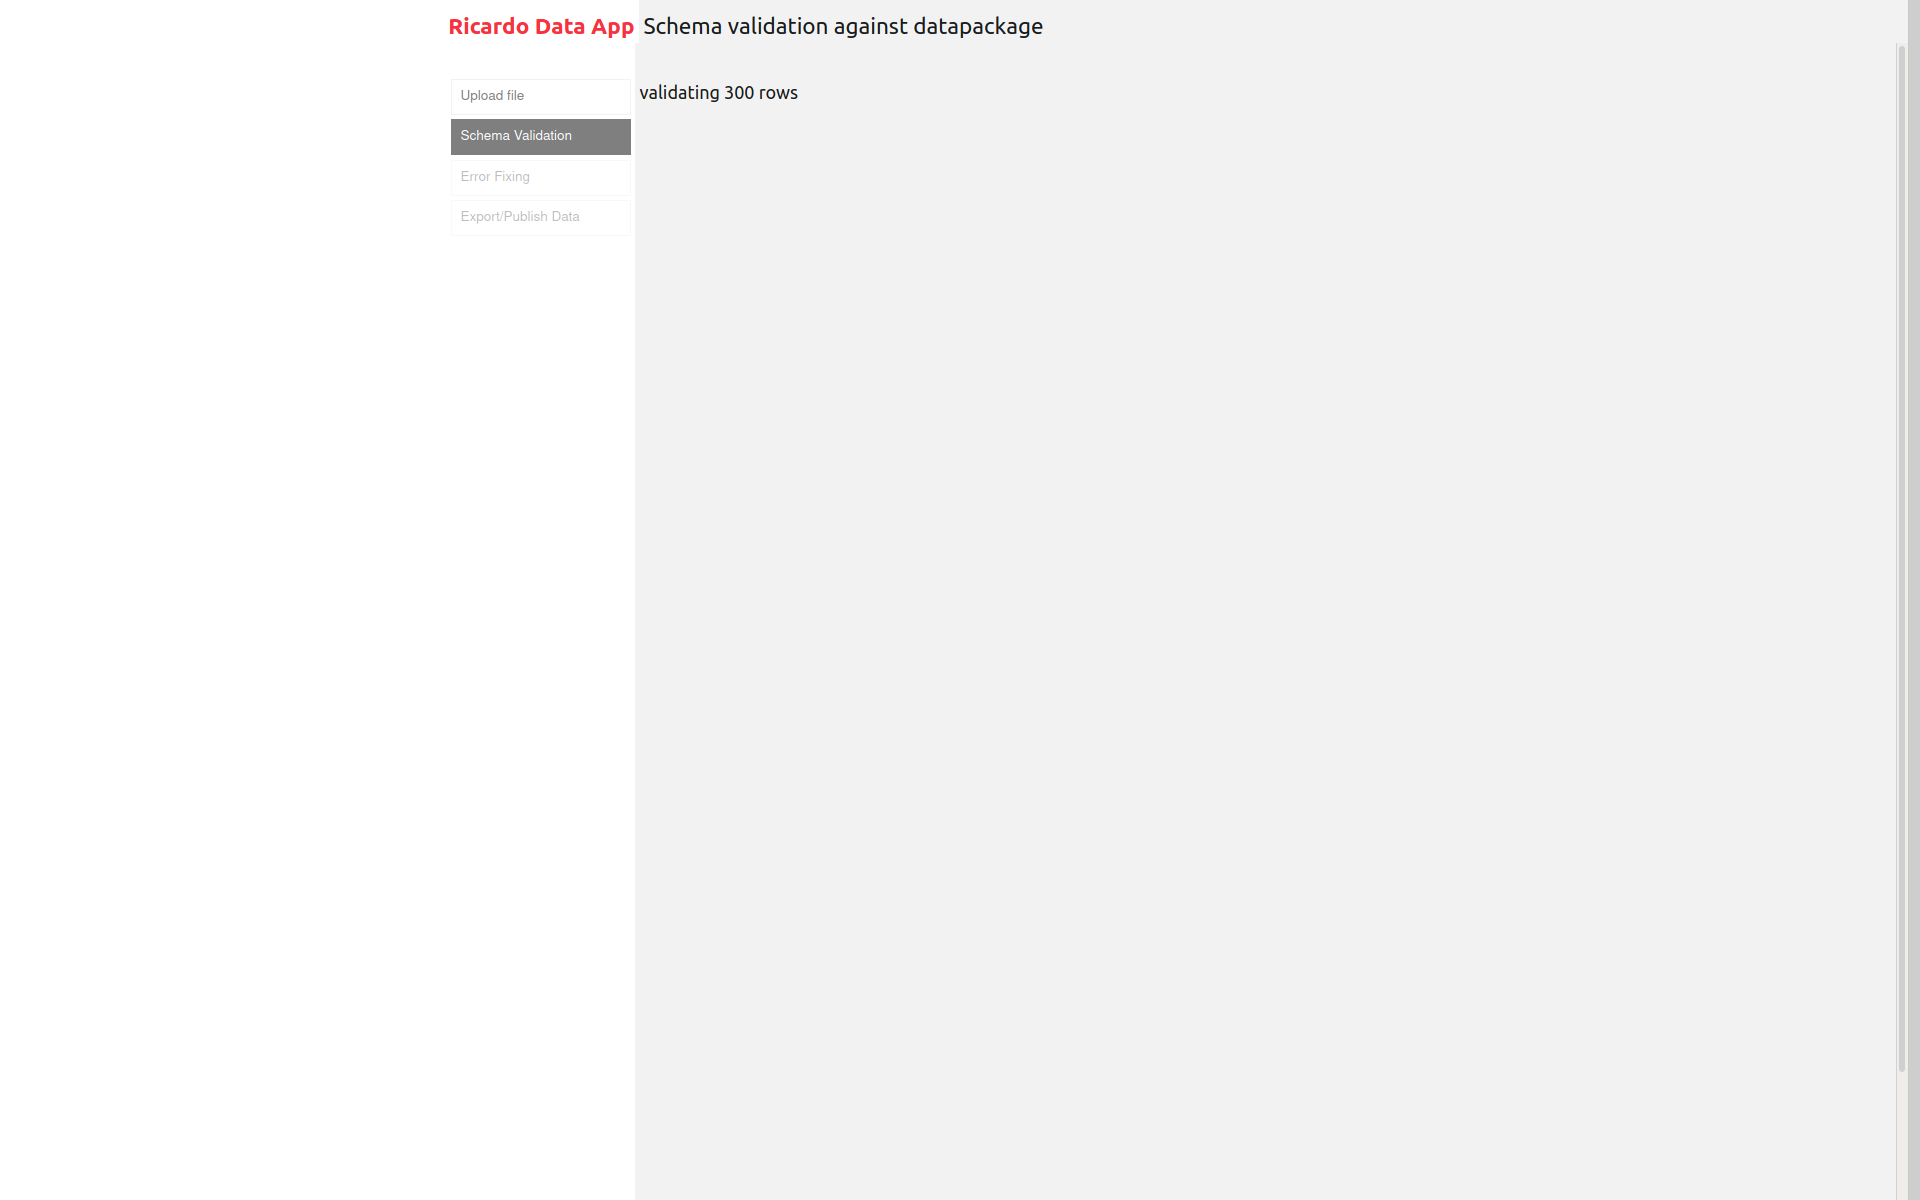 Ricardo Data App
Schema validation against datapackage
Upload file
Schema Validation
Error Fixing
Export/Publish Data
validating 300 rows